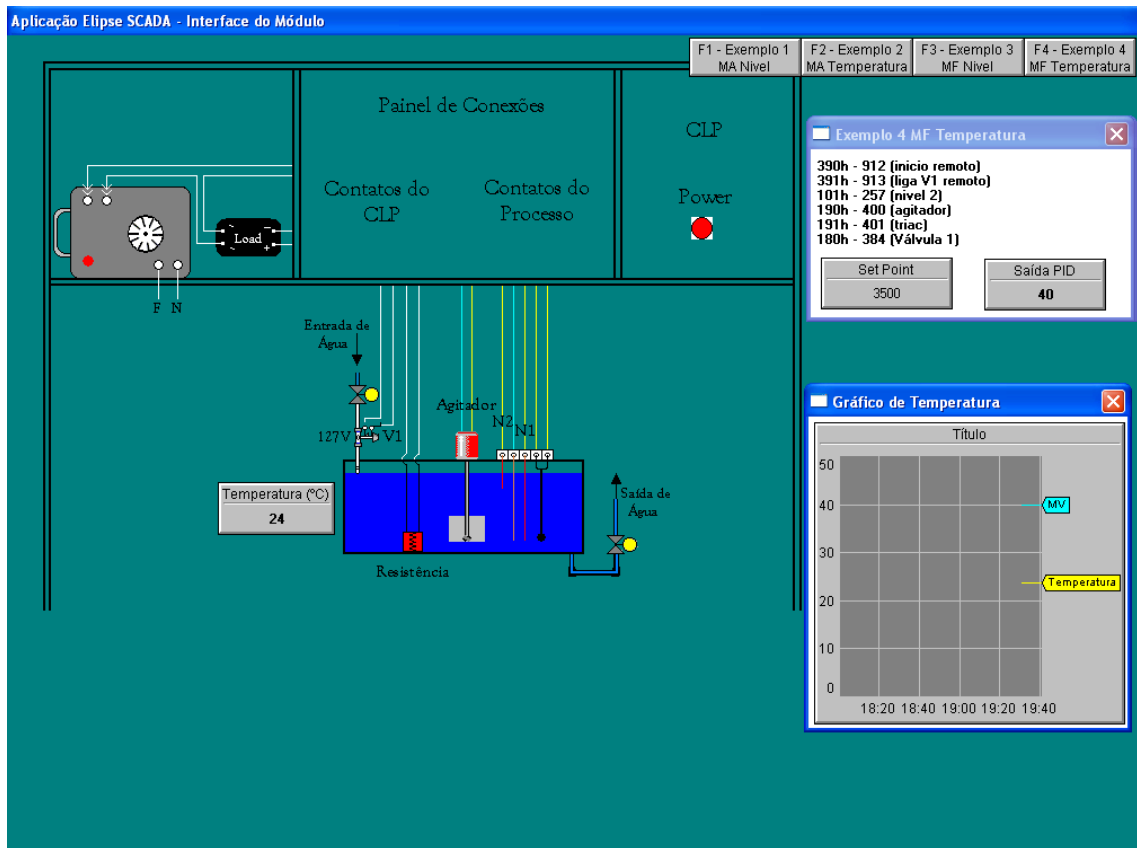 Aplicação Elipse SCADA - Interface do Módulo
F1 - Exemplo 1
MA Nivel
F2 - Exemplo 2
MA Temperatura
F3 - Exemplo 3
MF Nivel
F4 - Exemplo 4
MF Temperatura
Painel de Conexões
Contatos do
CLP
Contatos do
Processo
CLP
Power
Load
- -
- +
F N
Exemplo 4 MF Temperatura
390h - 912 (inicio remoto)
391h - 913 (liga V1 remoto)
101h - 257 (nivel 2)
190h - 400 (agitador)
191h - 401 (triac)
180h - 384 (Válvula 1)
Set Point
3500
Saída PID
40
Entrada de
Água
127V
V1
Agitador
N2
N1
Temperatura (ºC)
24
Saída de
Água
Resistência
Gráfico de Temperatura
Título
50
40
30
20
10
0
MV
Temperatura
18:20 18:40 19:00 19:20 19:40